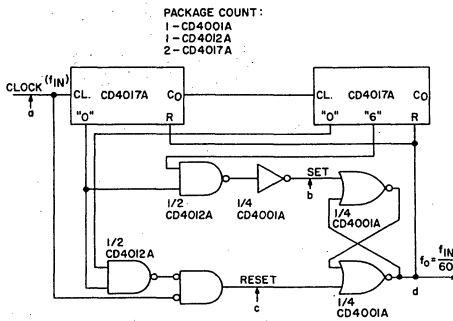 PACKAGE COUNT:
1-CD4001A
1-CD4012A
2-CD4017A
CLOCK (fIN)
a
CL. CD4017A CO
"0" R
CL. CD4017A
"0" "6" R
1/2 CD4012A
1/4 CD4001A
SET
b
1/4 CD4001A
1/2 CD4012A
RESET
c
1/4 CD4001A
d
fO = fIN/60